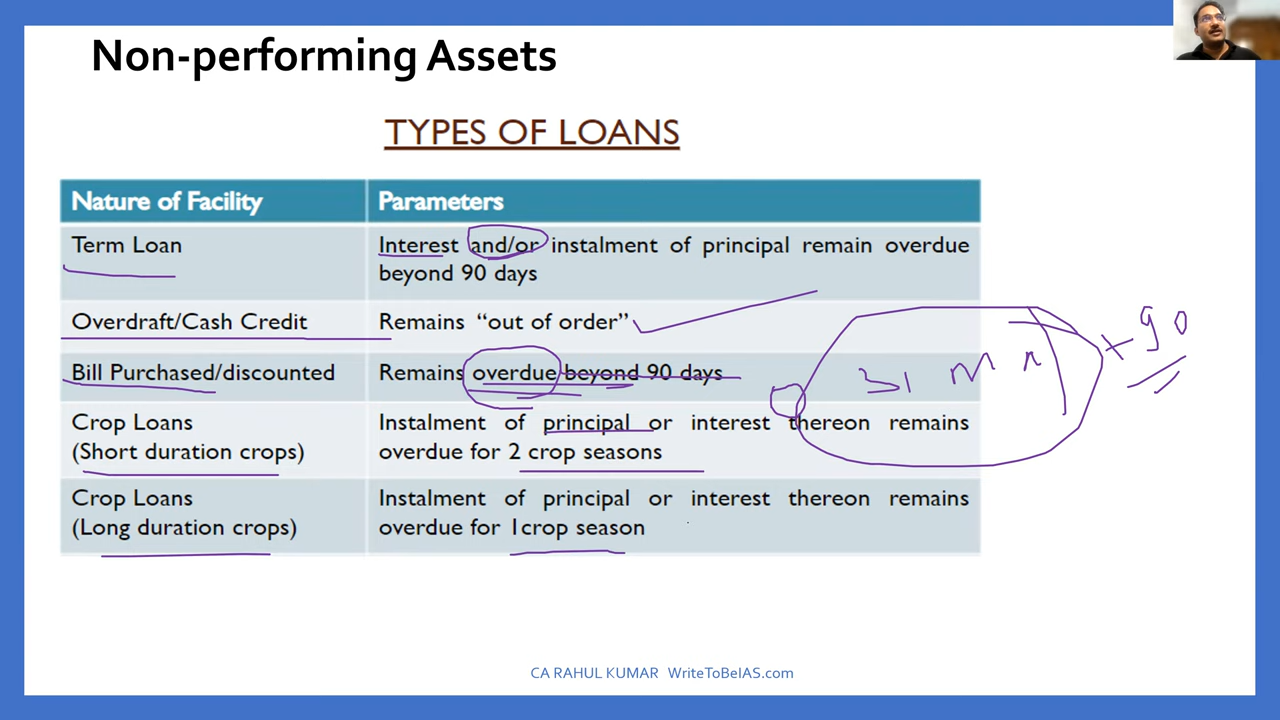 Non-performing Assets
TYPES OF LOANS
Nature of Facility Parameters
Term Loan Interest and/or instalment of principal remain overdue
beyond 90 days
Overdraft/Cash Credit Remains “out of order”
Bill Purchased/discounted Remains overdue beyond 90 days
Crop Loans Instalment of principal or interest thereon remains
(Short duration crops) overdue for 2 crop seasons
Crop Loans Instalment of principal or interest thereon remains
(Long duration crops) overdue for 1crop season
31 M
+90
CA RAHUL KUMAR WriteToBeIAS.com